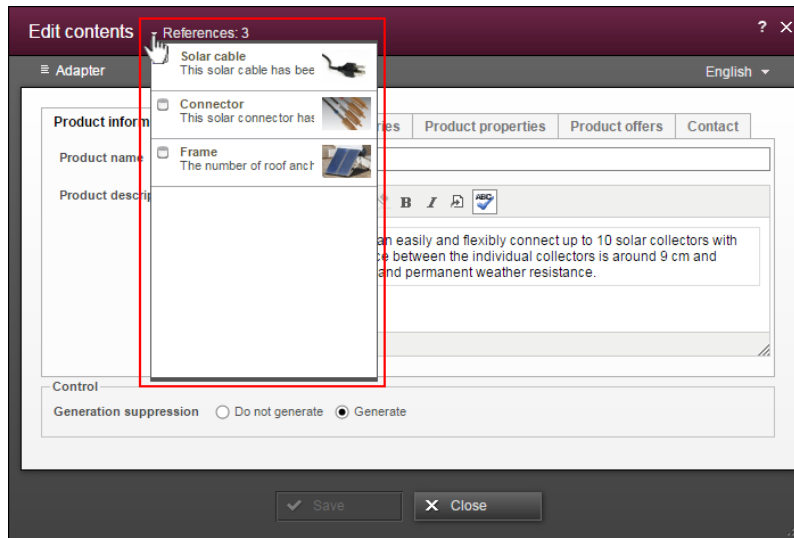 Edit contents
References: 3
?
Adapter
English
Solar cable
This solar cable has bee
Connector
This solar connector has
Frame
The number of roof anch
Product inform
ries
Product properties
Product offers
Contact
Product name
Product descrip
B I ABC
an easily and flexibly connect up to 10 solar collectors with
ce between the individual collectors is around 9 cm and
and permanent weather resistance.
Control
Generation suppression Do not generate Generate
Save
X Close